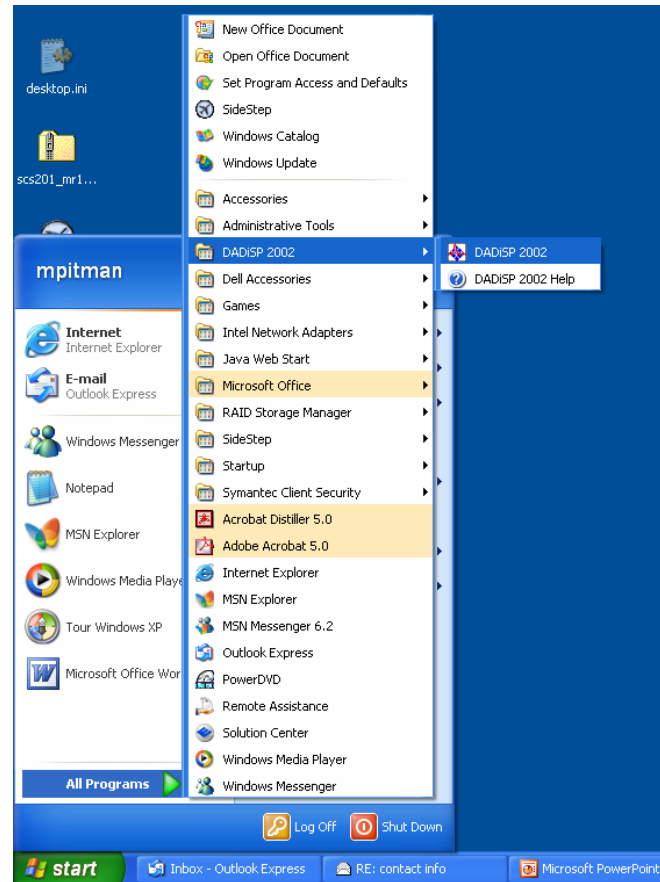 desktop.ini
scs201_mr1...
New Office Document
Open Office Document
Set Program Access and Defaults
SideStep
Windows Catalog
Windows Update
Accessories
Administrative Tools
DADiSP 2002
Dell Accessories
Games
Intel Network Adapters
Java Web Start
Microsoft Office
RAID Storage Manager
SideStep
Startup
Symantec Client Security
Acrobat Distiller 5.0
Adobe Acrobat 5.0
Internet Explorer
MSN Explorer
MSN Messenger 6.2
Outlook Express
PowerDVD
Remote Assistance
Solution Center
Windows Media Player
Windows Messenger
DADiSP 2002
DADiSP 2002 Help
mpitman
Internet
Internet Explorer
E-mail
Outlook Express
Windows Messenger
Notepad
MSN Explorer
Windows Media Playe
Tour Windows XP
Microsoft Office Wor
All Programs
Log Off
Shut Down
start
Inbox - Outlook Express
RE: contact info
Microsoft PowerPoint